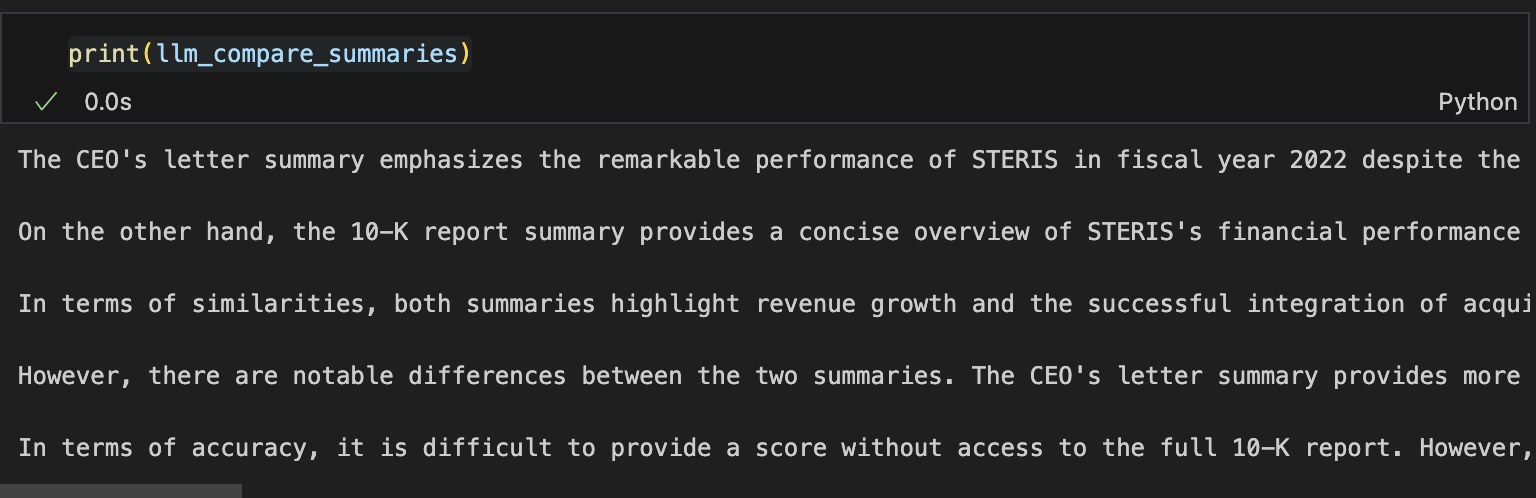 print(llm_compare_summaries)
0.0s
Python
The CEO's letter summary emphasizes the remarkable performance of STERIS in fiscal year 2022 despite the
On the other hand, the 10-K report summary provides a concise overview of STERIS's financial performance
In terms of similarities, both summaries highlight revenue growth and the successful integration of acqui
However, there are notable differences between the two summaries. The CEO's letter summary provides more
In terms of accuracy, it is difficult to provide a score without access to the full 10-K report. However,